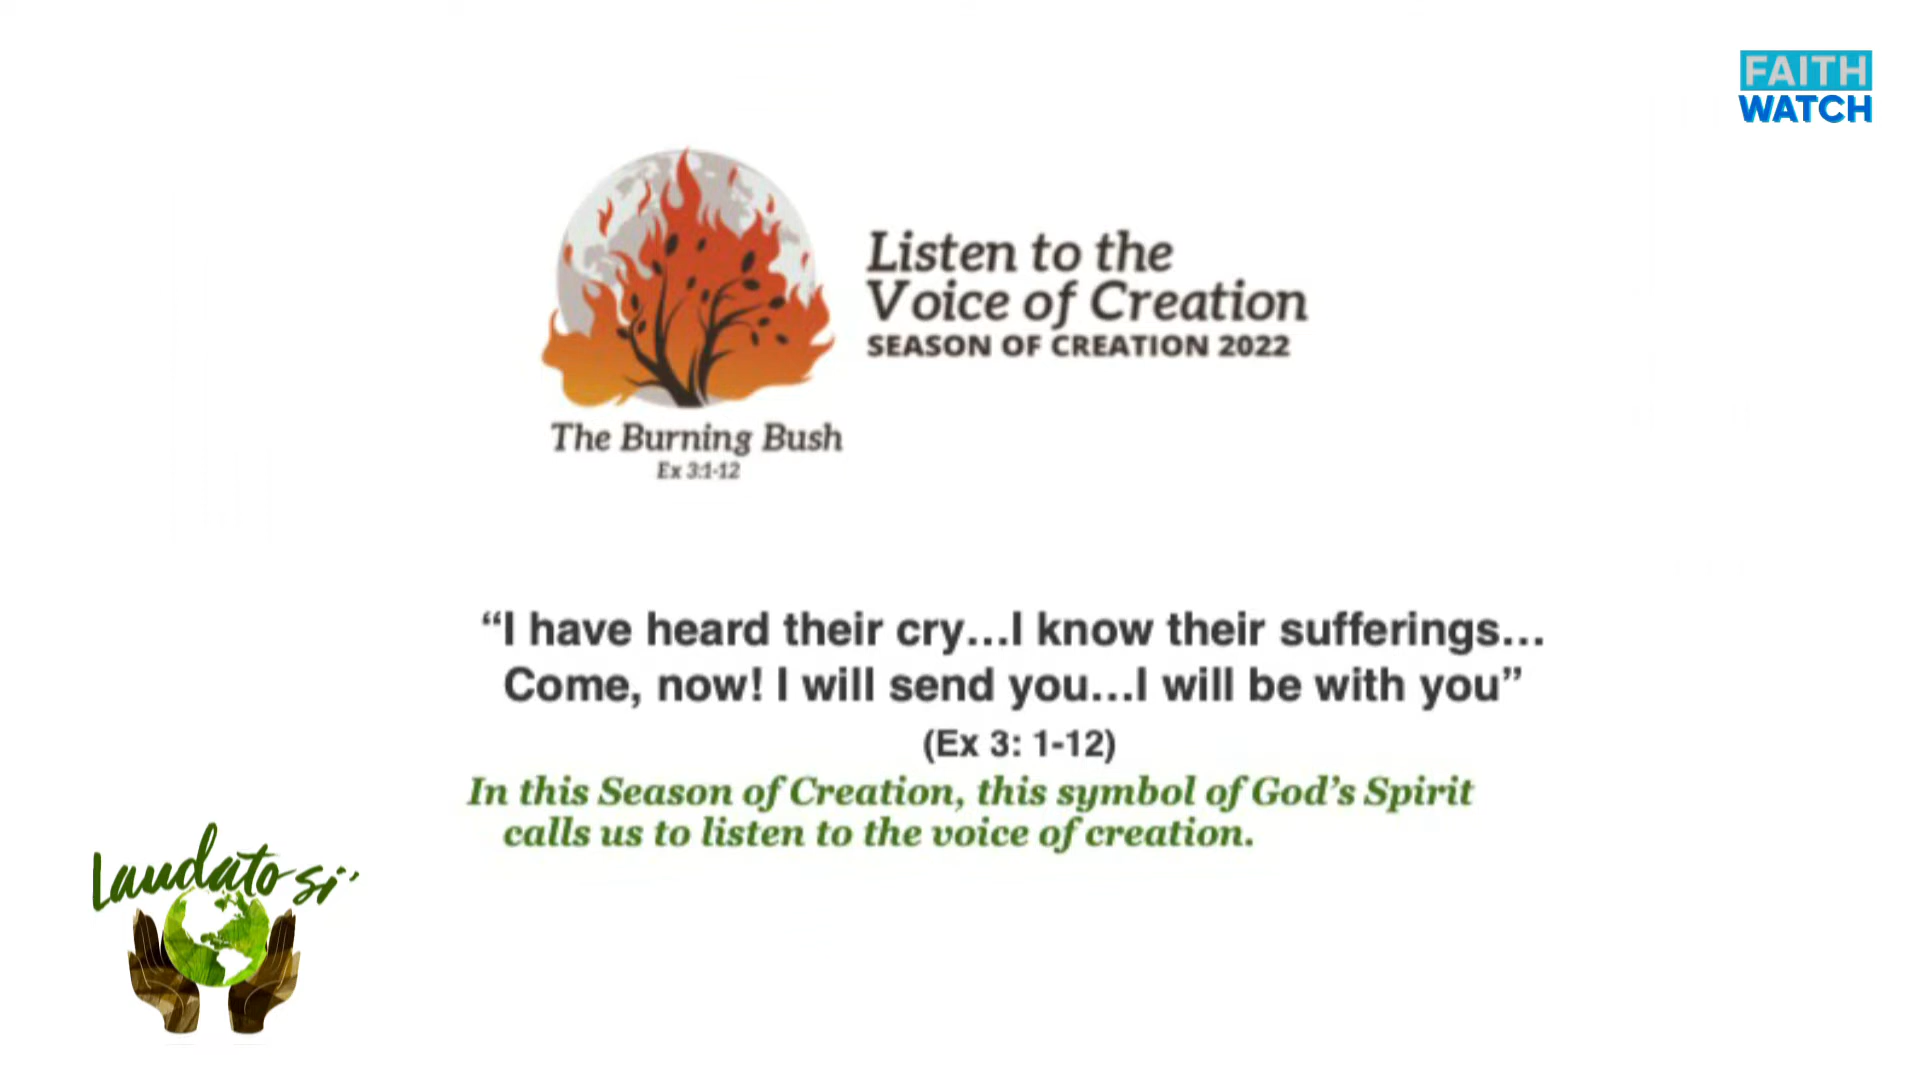 FAITH
WATCH
Listen to the
Voice of Creation
SEASON OF CREATION 2022
The Burning Bush
Ex 3:1-12
“I have heard their cry…I know their sufferings…
Come, now! I will send you…I will be with you”
(Ex 3: 1-12)
In this Season of Creation, this symbol of God’s Spirit
calls us to listen to the voice of creation.
Laudato si’